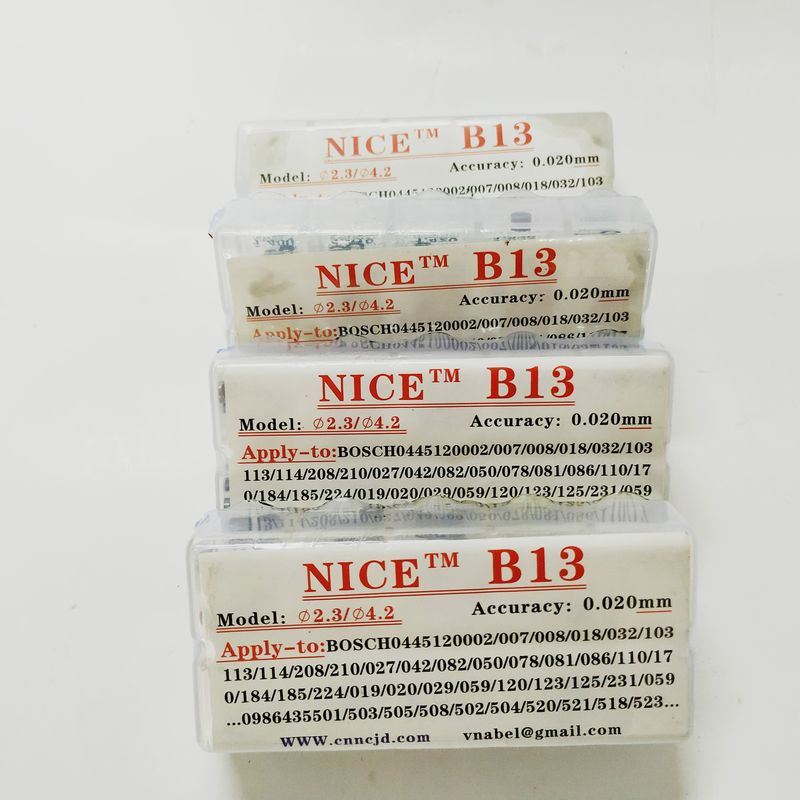 NICE™ B13
Model: ∅2.3/∅4.2 Accuracy: 0.020mm
002/007/008/018/032/103
NICE™ B13
Model: ∅2.3/∅4.2 Accuracy: 0.020mm
Apply-to:BOSCH0445120002/007/008/018/032/103
NICE™ B13
Model: ∅2.3/∅4.2 Accuracy: 0.020mm
Apply-to:BOSCH0445120002/007/008/018/032/103
113/114/208/210/027/042/082/050/078/081/086/110/17
0/184/185/224/019/020/029/059/120/123/125/231/059
NICE™ B13
Model: ∅2.3/∅4.2 Accuracy: 0.020mm
Apply-to:BOSCH0445120002/007/008/018/032/103
113/114/208/210/027/042/082/050/078/081/086/110/17
0/184/185/224/019/020/029/059/120/123/125/231/059
...0986435501/503/505/508/502/504/520/521/518/523...
WWW.cnncjd.com vnabel@gmail.com